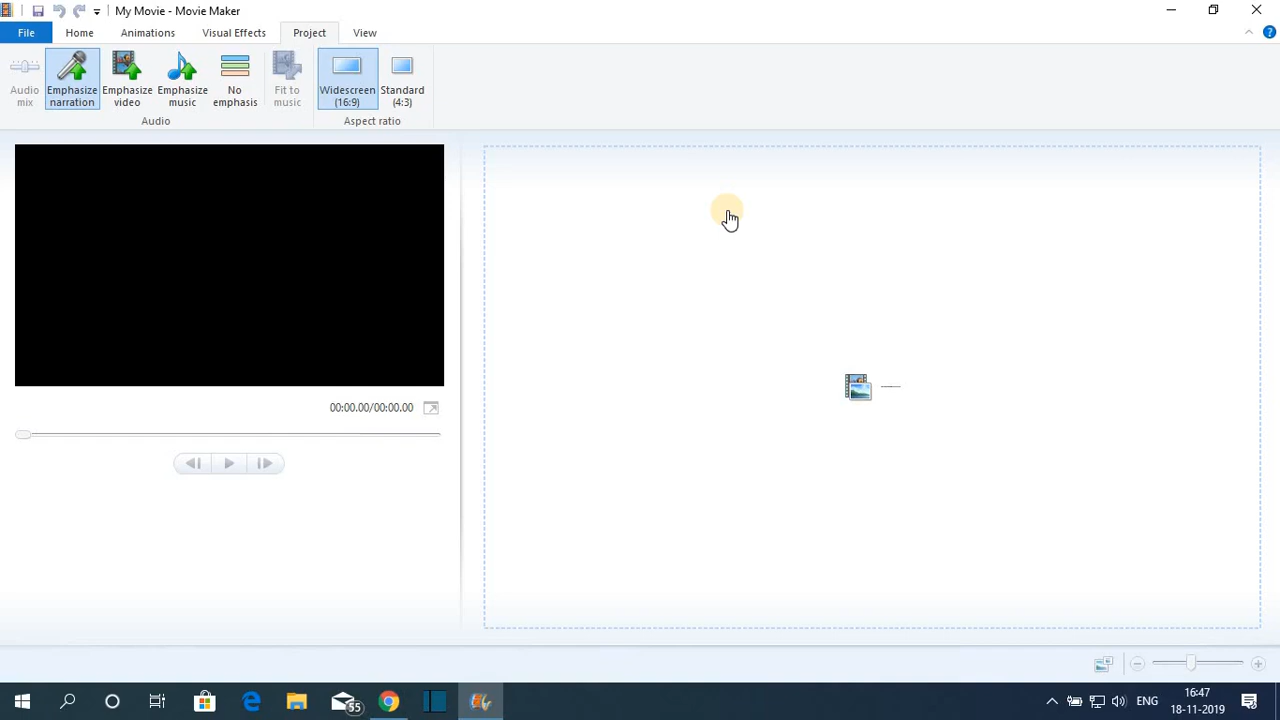 My Movie - Movie Maker
File Home Animations Visual Effects Project View
Audio mix
Emphasize narration
Emphasize video
Emphasize music
No emphasis
Fit to music
Widescreen (16:9)
Standard (4:3)
Audio
Aspect ratio
00:00.00/00:00.00
55
ENG
16:47
18-11-2019